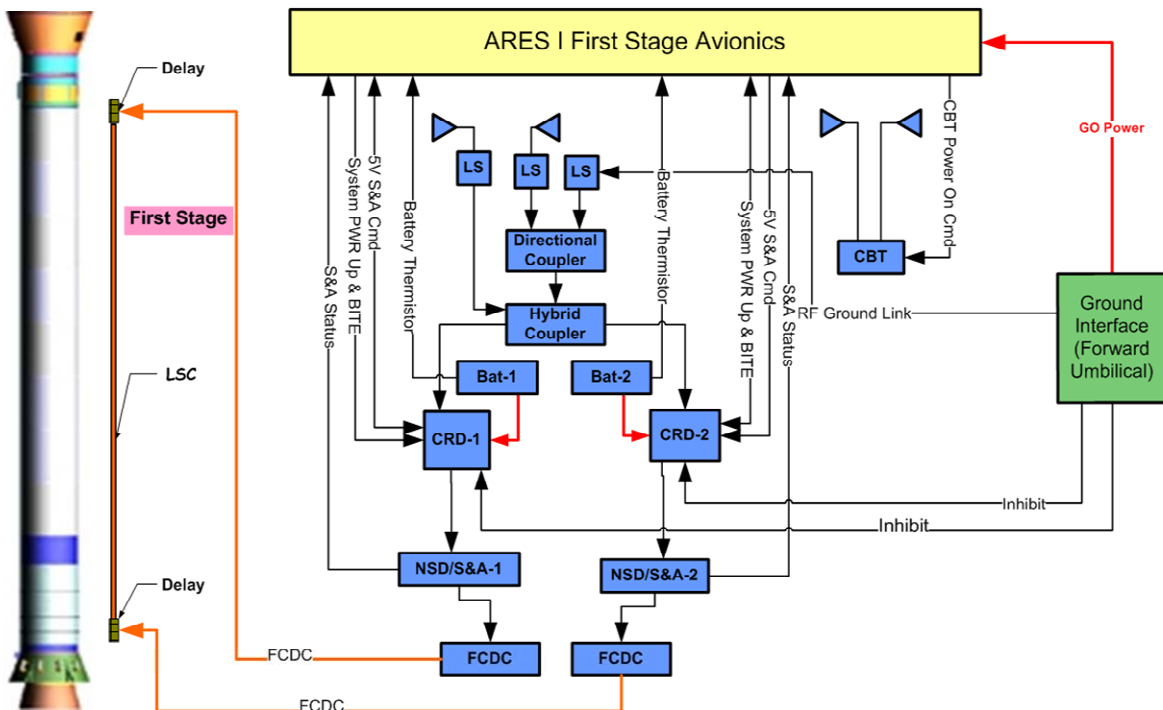 ARES I First Stage Avionics
Delay
First Stage
LSC
Delay
S&A Status
System PWR Up & BITE
5V S&A Cmd
Battery Thermistor
LS
LS
LS
Directional
Coupler
Hybrid
Coupler
Battery Thermistor
System PWR Up & BITE
5V S&A Cmd
S&A Status
CBT Power On Cmd
CBT
GO Power
RF Ground Link
Ground
Interface
(Forward
Umbilical)
Bat-1
Bat-2
CRD-1
CRD-2
Inhibit
Inhibit
NSD/S&A-1
NSD/S&A-2
FCDC
FCDC
FCDC
FCDC